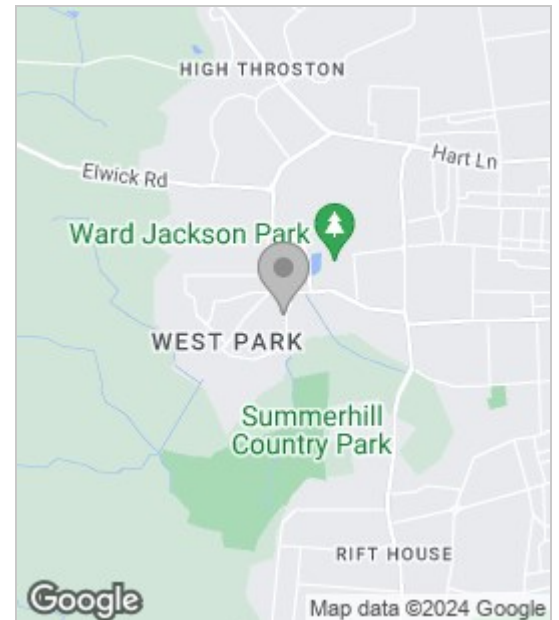 HIGH THROSTON
Hart Ln
Elwick Rd
Ward Jackson Park
WEST PARK
Summerhill
Country Park
RIFT HOUSE
Google
Map data ©2024 Google